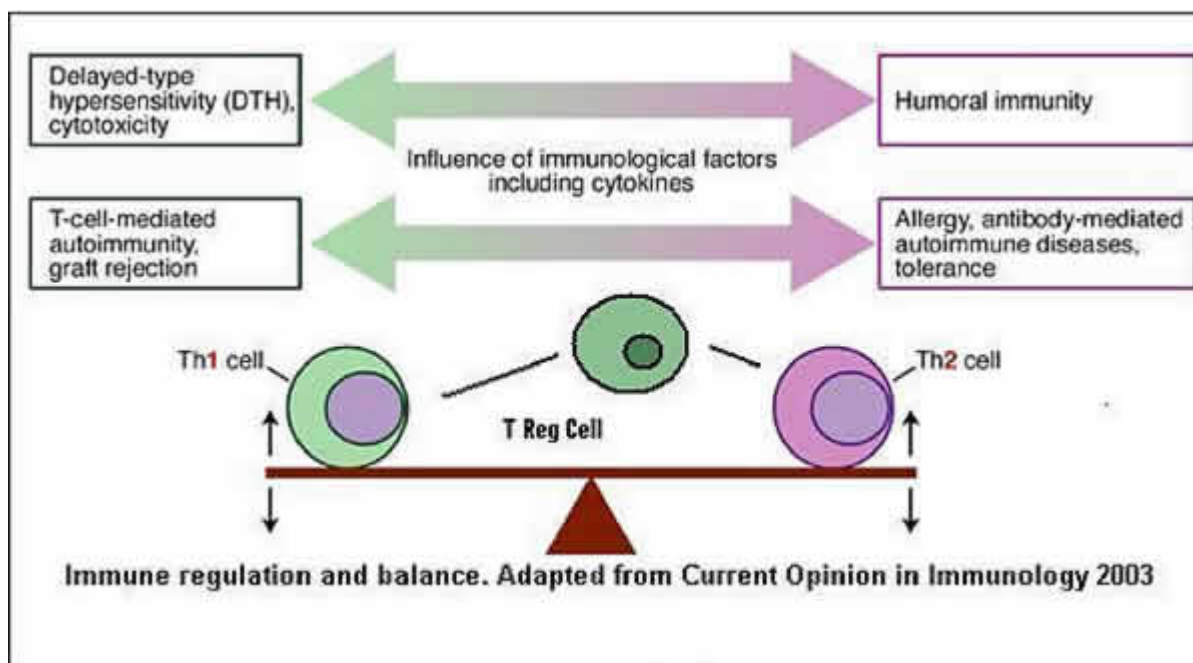 Delayed-type
hypersensitivity (DTH),
cytotoxicity
Humoral immunity
Influence of immunological factors
including cytokines
T-cell-mediated
autoimmunity,
graft rejection
Allergy, antibody-mediated
autoimmune diseases,
tolerance
Th1 cell
Th2 cell
T Reg Cell
Immune regulation and balance. Adapted from Current Opinion in Immunology 2003